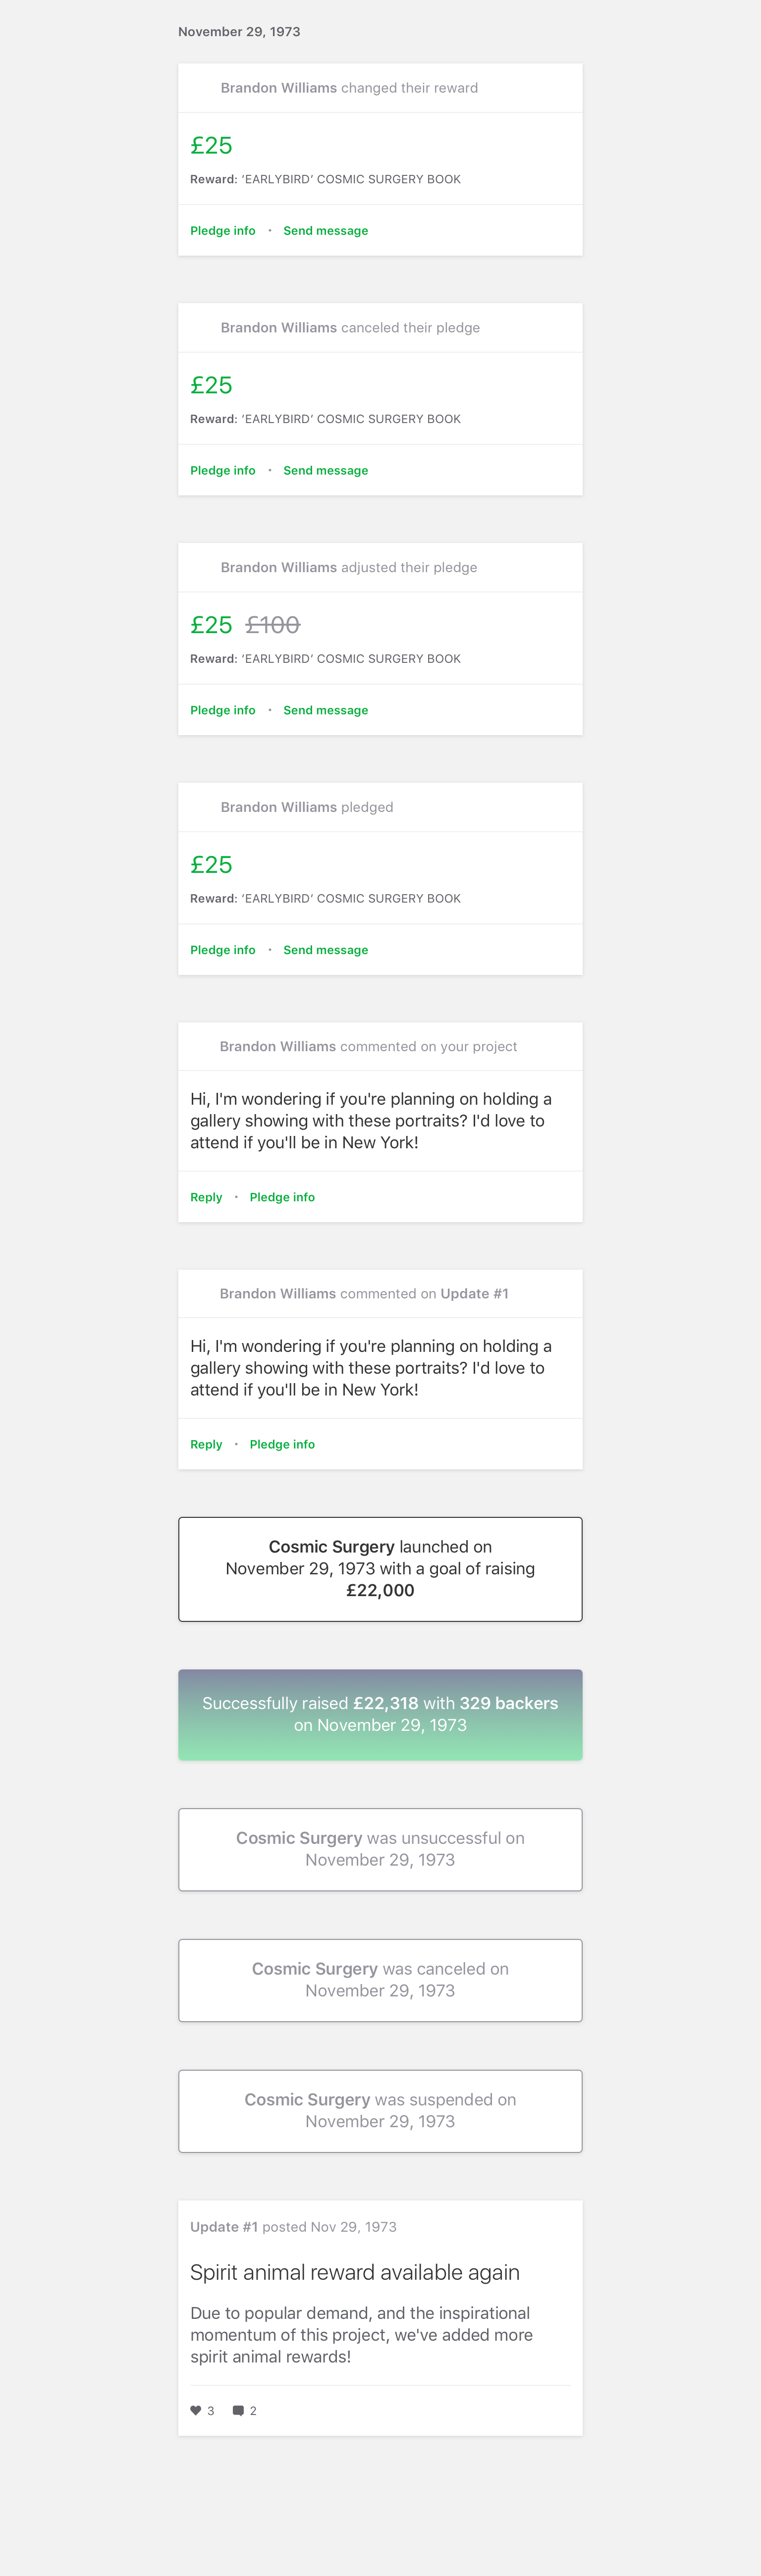 November 29, 1973
Brandon Williams changed their reward
£25
Reward: ‘EARLYBIRD’ COSMIC SURGERY BOOK
Pledge info • Send message
Brandon Williams canceled their pledge
£25
Reward: ‘EARLYBIRD’ COSMIC SURGERY BOOK
Pledge info • Send message
Brandon Williams adjusted their pledge
£25 £100
Reward: ‘EARLYBIRD’ COSMIC SURGERY BOOK
Pledge info • Send message
Brandon Williams pledged
£25
Reward: ‘EARLYBIRD’ COSMIC SURGERY BOOK
Pledge info • Send message
Brandon Williams commented on your project
Hi, I'm wondering if you're planning on holding a
gallery showing with these portraits? I'd love to
attend if you'll be in New York!
Reply • Pledge info
Brandon Williams commented on Update #1
Hi, I'm wondering if you're planning on holding a
gallery showing with these portraits? I'd love to
attend if you'll be in New York!
Reply • Pledge info
Cosmic Surgery launched on
November 29, 1973 with a goal of raising
£22,000
Successfully raised £22,318 with 329 backers
on November 29, 1973
Cosmic Surgery was unsuccessful on
November 29, 1973
Cosmic Surgery was canceled on
November 29, 1973
Cosmic Surgery was suspended on
November 29, 1973
Update #1 posted Nov 29, 1973
Spirit animal reward available again
Due to popular demand, and the inspirational
momentum of this project, we've added more
spirit animal rewards!
3 2